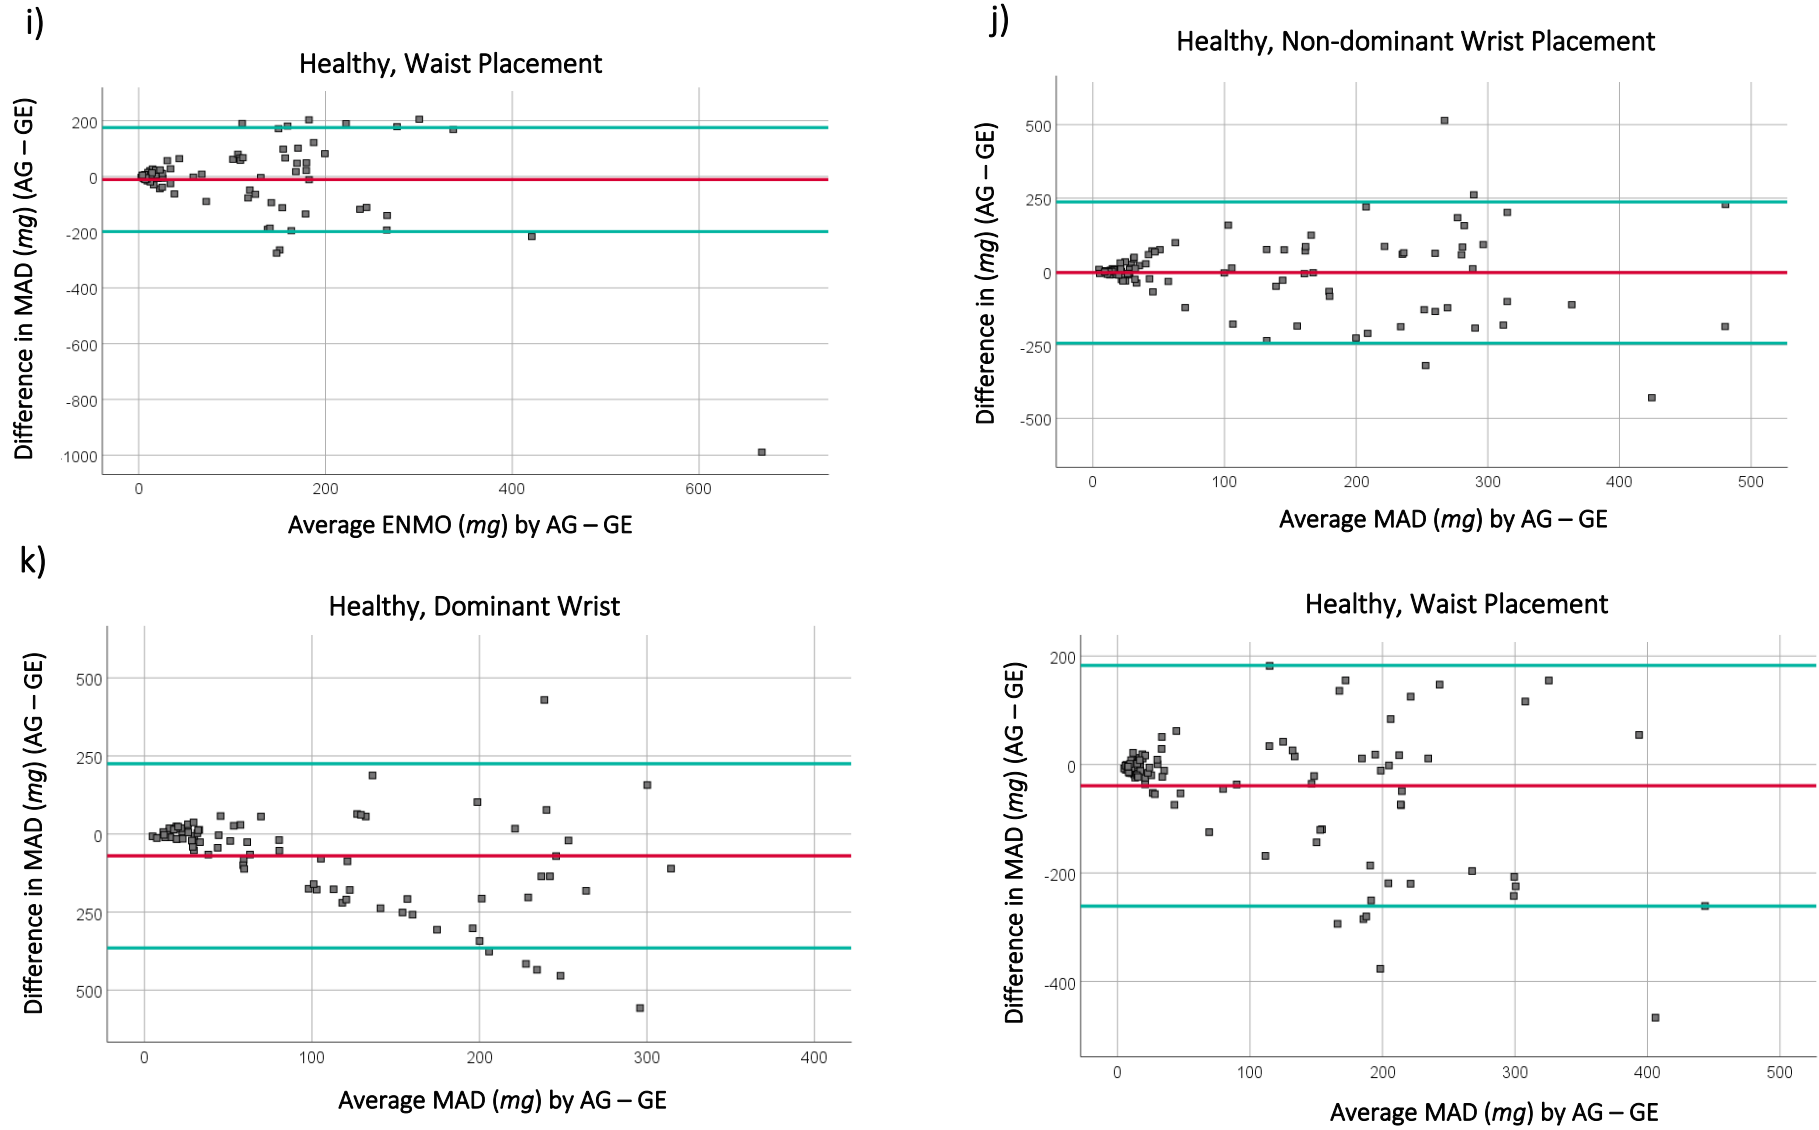 i)
Healthy, Waist Placement
Difference in MAD (mg) (AG – GE)
200
0
-200
-400
-600
-800
1000
0 200 400 600
Average ENMO (mg) by AG – GE
j)
Healthy, Non-dominant Wrist Placement
Difference in (mg) (AG – GE)
500
250
0
-250
-500
0 100 200 300 400 500
Average MAD (mg) by AG – GE
k)
Healthy, Dominant Wrist
Difference in MAD (mg) (AG – GE)
500
250
0
250
500
0 100 200 300 400
Average MAD (mg) by AG – GE
Healthy, Waist Placement
Difference in MAD (mg) (AG – GE)
200
0
-200
-400
0 100 200 300 400 500
Average MAD (mg) by AG – GE